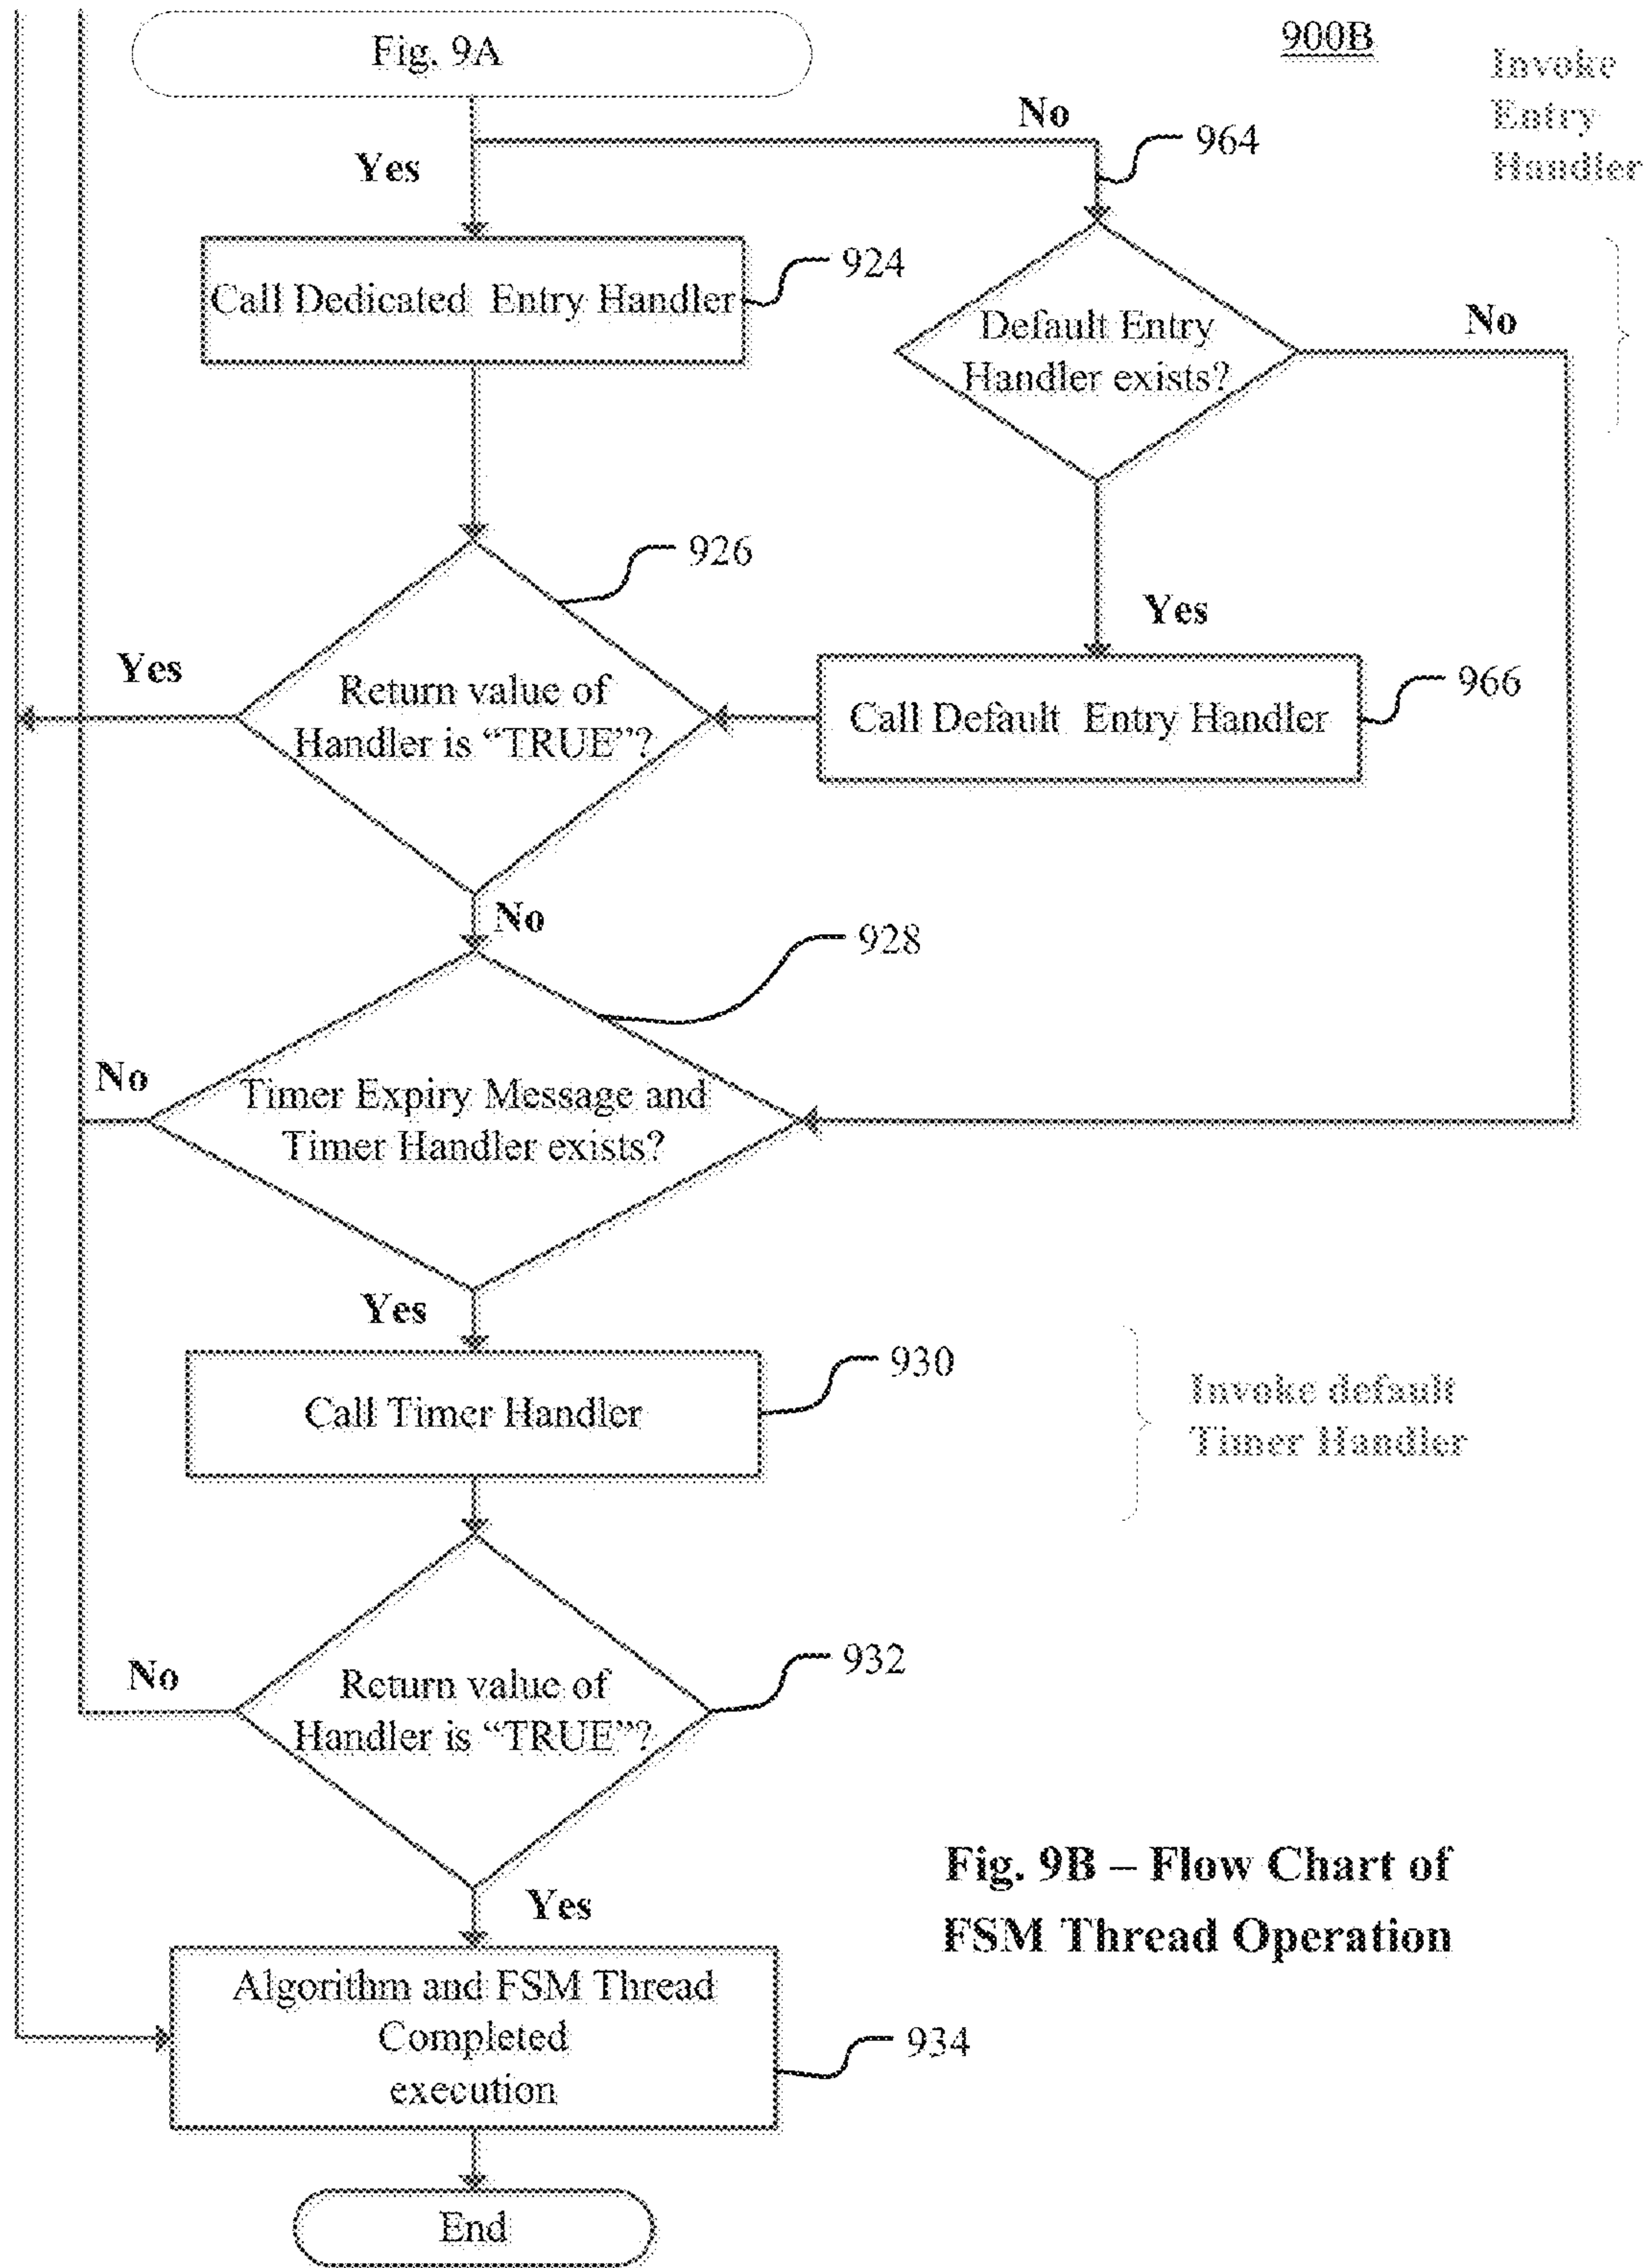 Fig. 9A
900B
Invoke
Entry
Handler
No
964
Yes
924
Call Dedicated Entry Handler
Default Entry
Handler exists?
No
926
Yes
Yes
Return value of
Handler is “TRUE”?
Call Default Entry Handler
966
No
928
No
Timer Expiry Message and
Timer Handler exists?
Yes
930
Call Timer Handler
Invoke default
Timer Handler
No
932
Return value of
Handler is “TRUE”?
Yes
Fig. 9B – Flow Chart of
FSM Thread Operation
Algorithm and FSM Thread
Completed
execution
934
End